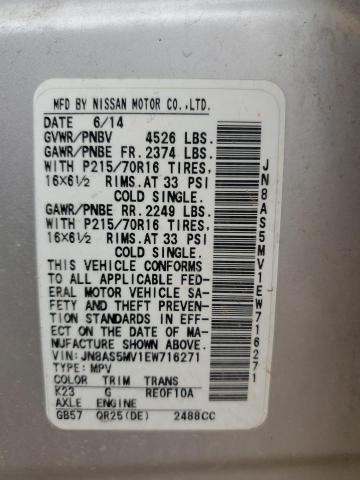 MFD BY NISSAN MOTOR CO.,LTD.
DATE 6/14
GVWR/PNBV 4526 LBS.
GAWR/PNBE FR. 2374 LBS.
WITH P215/70R16 TIRES,
16X6½ RIMS. AT 33 PSI
COLD SINGLE.
GAWR/PNBE RR. 2249 LBS.
WITH P215/70R16 TIRES,
16X6½ RIMS. AT 33 PSI
COLD SINGLE.
THIS VEHICLE CONFORMS
TO ALL APPLICABLE FED-
ERAL MOTOR VEHICLE SA-
FETY AND THEFT PREVEN-
TION STANDARDS IN EFF-
ECT ON THE DATE OF MA-
NUFACTURE SHOWN ABOVE.
VIN: JN8AS5MV1EW716271
TYPE: MPV
COLOR TRIM TRANS
K23 G RE0F10A
AXLE ENGINE
GB57 QR25(DE) 2488CC
JN8AS5MV1EW716271